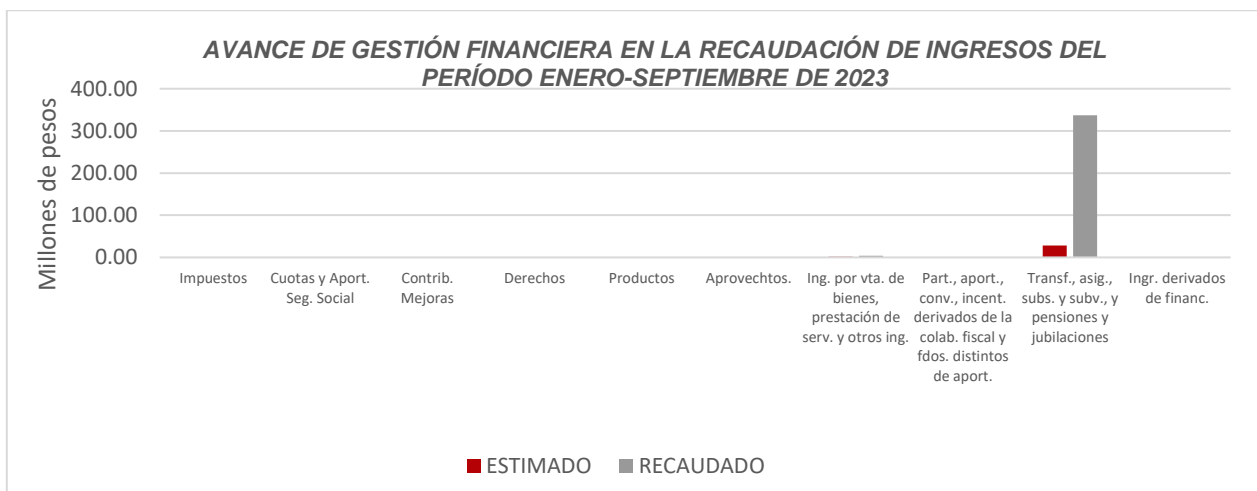 AVANCE DE GESTIÓN FINANCIERA EN LA RECAUDACIÓN DE INGRESOS DEL
PERÍODO ENERO-SEPTIEMBRE DE 2023
Millones de pesos
400.00
300.00
200.00
100.00
0.00
Impuestos
Cuotas y Aport.
Seg. Social
Contrib.
Mejoras
Derechos
Productos
Aprovechtos.
Ing. por vta. de
bienes,
prestación de
serv. y otros ing.
Part., aport.,
conv., incent.
derivados de la
colab. fiscal y
fdos. distintos
de aport.
Transf., asig.,
subs. y subv., y
pensiones y
jubilaciones
Ingr. derivados
de financ.
ESTIMADO
RECAUDADO